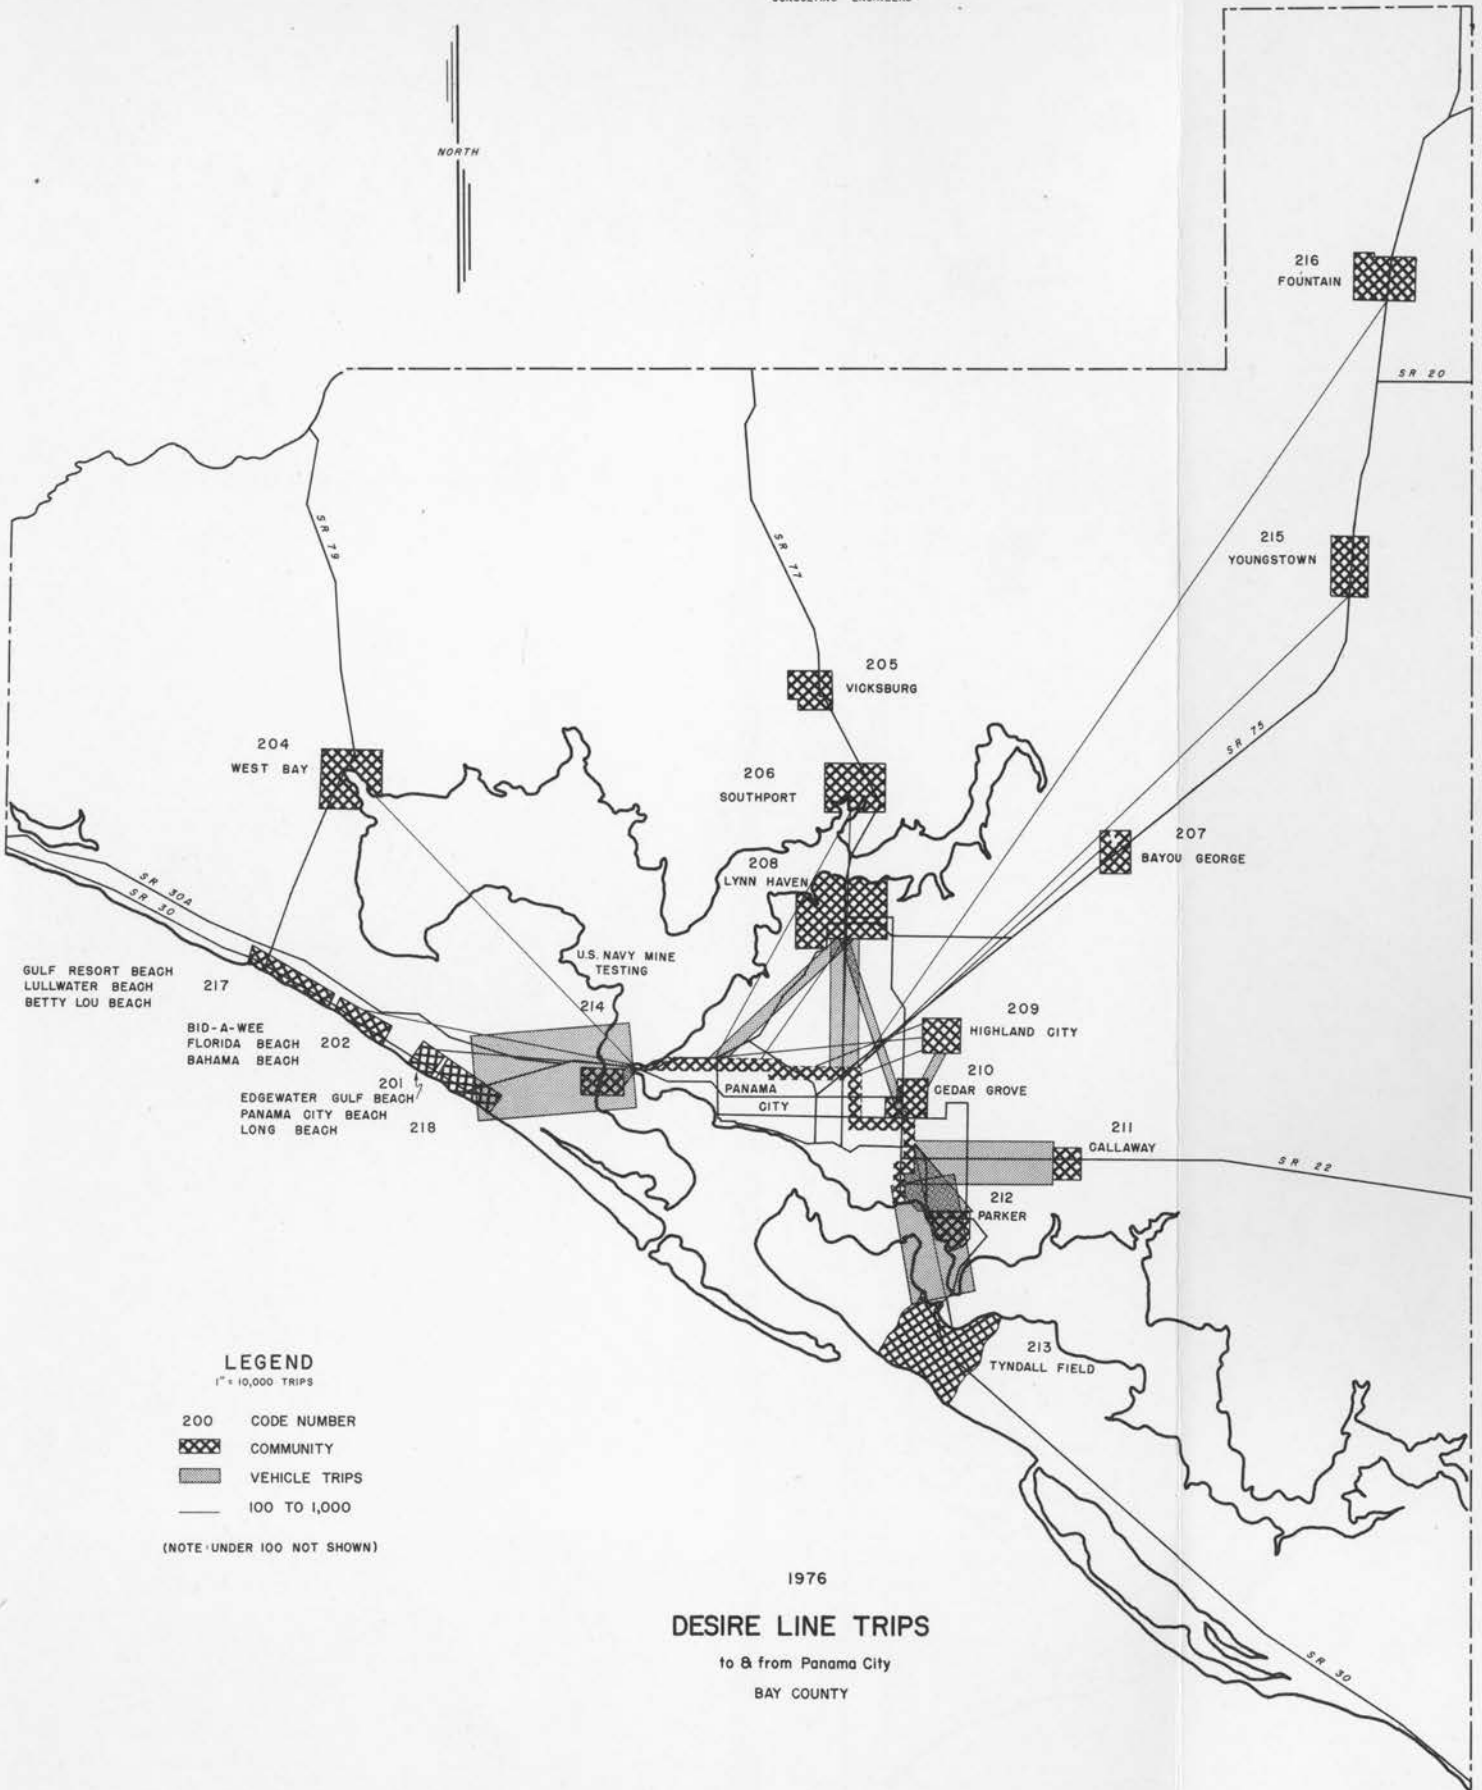 CONSULTING ENGINEERS
NORTH
216
FOUNTAIN
SR 20
SR 79
SR 77
215
YOUNGSTOWN
205
VICKSBURG
SR 75
204
WEST BAY
206
SOUTHPORT
207
BAYOU GEORGE
208
LYNN HAVEN
SR 30A
SR 30
U.S. NAVY MINE
TESTING
214
GULF RESORT BEACH
LULLWATER BEACH
BETTY LOU BEACH
217
BID-A-WEE
FLORIDA BEACH
BAHAMA BEACH
202
209
HIGHLAND CITY
210
CEDAR GROVE
PANAMA
CITY
201
EDGEWATER GULF BEACH
PANAMA CITY BEACH
LONG BEACH
218
211
CALLAWAY
SR 22
212
PARKER
213
TYNDALL FIELD
LEGEND
1" = 10,000 TRIPS
200 CODE NUMBER
COMMUNITY
VEHICLE TRIPS
100 TO 1,000
(NOTE: UNDER 100 NOT SHOWN)
SR 30
1976
DESIRE LINE TRIPS
to & from Panama City
BAY COUNTY